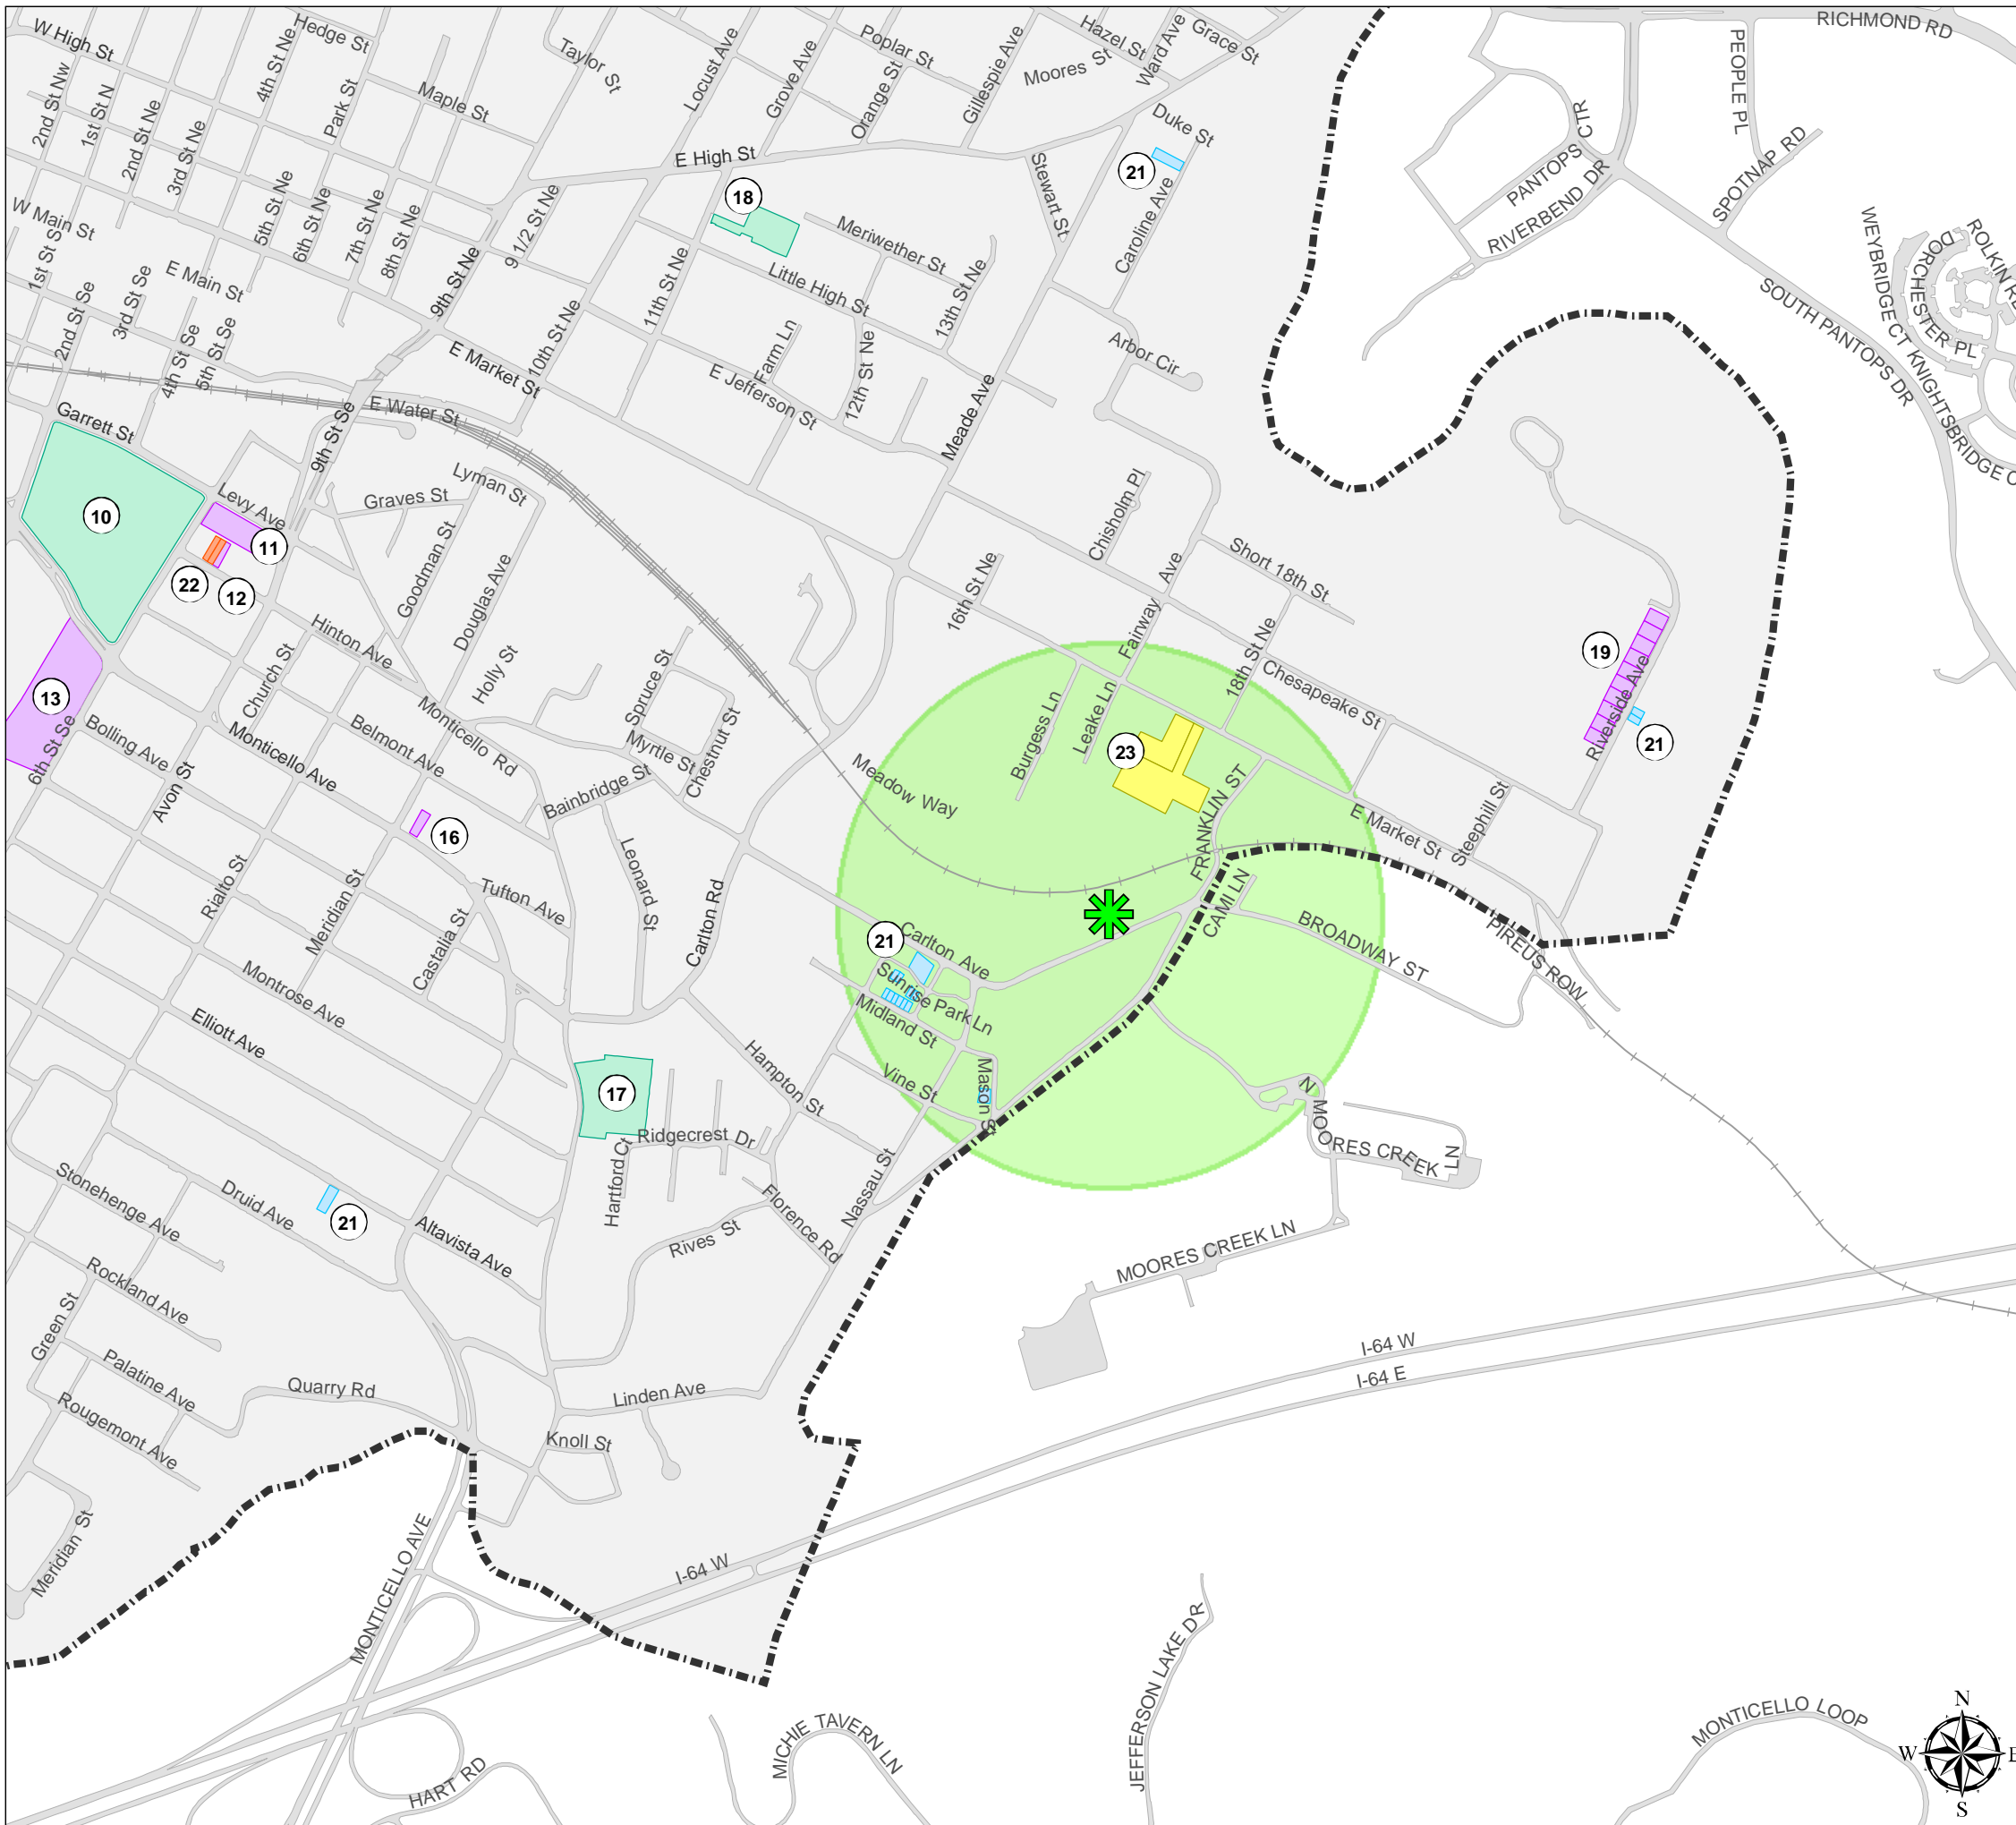 RICHMOND RD
W High St
Hedge St
Taylor St
Locust Ave
Grove Ave
Poplar St
Orange St
Gillespie Ave
Hazel St
Moores St
Ward Ave
Grace St
PEOPLE PL
2nd St Nw
1st St N
2nd St Ne
3rd St Ne
4th St Ne
Park St
Maple St
E High St
Stewart St
Duke St
21
Caroline Ave
PANTOPS CTR
RIVERBEND DR
SPOTNAP RD
WEYBRIDGE CT
DORCHESTER PL
SOUTH PANTOPS DR
W Main St
1st St S
2nd St Se
3rd St Se
E Main St
4th St Se
5th St Se
5th St Ne
6th St Ne
7th St Ne
8th St Ne
9th St Ne
9 1/2 St Ne
10th St Ne
11th St Ne
18
Meriwether St
Little High St
13th St Ne
Farm Ln
12th St Ne
E Jefferson St
E Market St
Arbor Cir
Meade Ave
E Water St
Garrett St
9th St Se
Levy Ave
10
11
22
12
13
Graves St
Lyman St
Goodman St
Douglas Ave
Hinton Ave
Holly St
Church St
Spruce St
Myrtle St
Chestnut St
Chisholm Pl
Short 18th St
16th St Ne
Fairway Ave
18th St Ne
Chesapeake St
Burgess Ln
Leake Ln
23
FRANKLIN ST
19
Riverside Ave
21
E Market St
Steephill St
6th St Se
Bolling Ave
Avon St
Monticello Ave
Belmont Ave
Monticello Rd
Bainbridge St
16
Meadow Way
Rialto St
Meridian St
Castalia St
Tufton Ave
Leonard St
Carlton Rd
21
Carlton Ave
Sunrise Park Ln
Midland St
CAMI LN
BROADWAY ST
PIREUS ROW
Montrose Ave
Elliott Ave
17
Hampton St
Vine St
Mason St
N MOORES CREEK LN
Ridgecrest Dr
Hartford Ct
Nassau St
Florence Rd
Rives St
MOORES CREEK LN
Stonehenge Ave
Druid Ave
21
Altavista Ave
Rockland Ave
Green St
Palatine Ave
Rougemont Ave
Quarry Rd
Linden Ave
Knoll St
I-64 W
I-64 E
Meridian St
MONTICELLO AVE
I-64 W
HART RD
MICHIE TAVERN LN
JEFFERSON LAKE DR
MONTICELLO LOOP
N
W
S